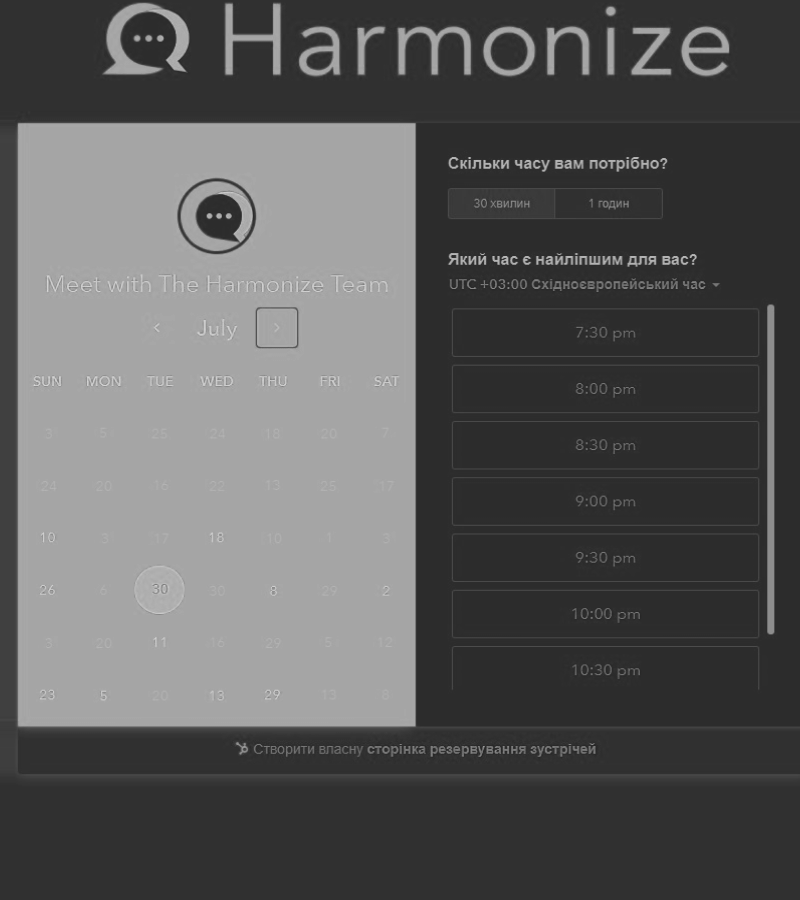 Harmonize
Meet with The Harmonize Team
July
SUN MON TUE WED THU FRI SAT
3 5 25 24 18 20 7
24 20 16 22 13 25 17
10 3 17 18 10 1 3
26 6 30 30 8 29 2
3 20 11 16 29 5 12
23 5 20 13 29 13 8
Скільки часу вам потрібно?
30 хвилин 1 годин
Який час є найліпшим для вас?
UTC +03:00 Східноєвропейський час
7:30 pm
8:00 pm
8:30 pm
9:00 pm
9:30 pm
10:00 pm
10:30 pm
Створити власну сторінка резервування зустрічей